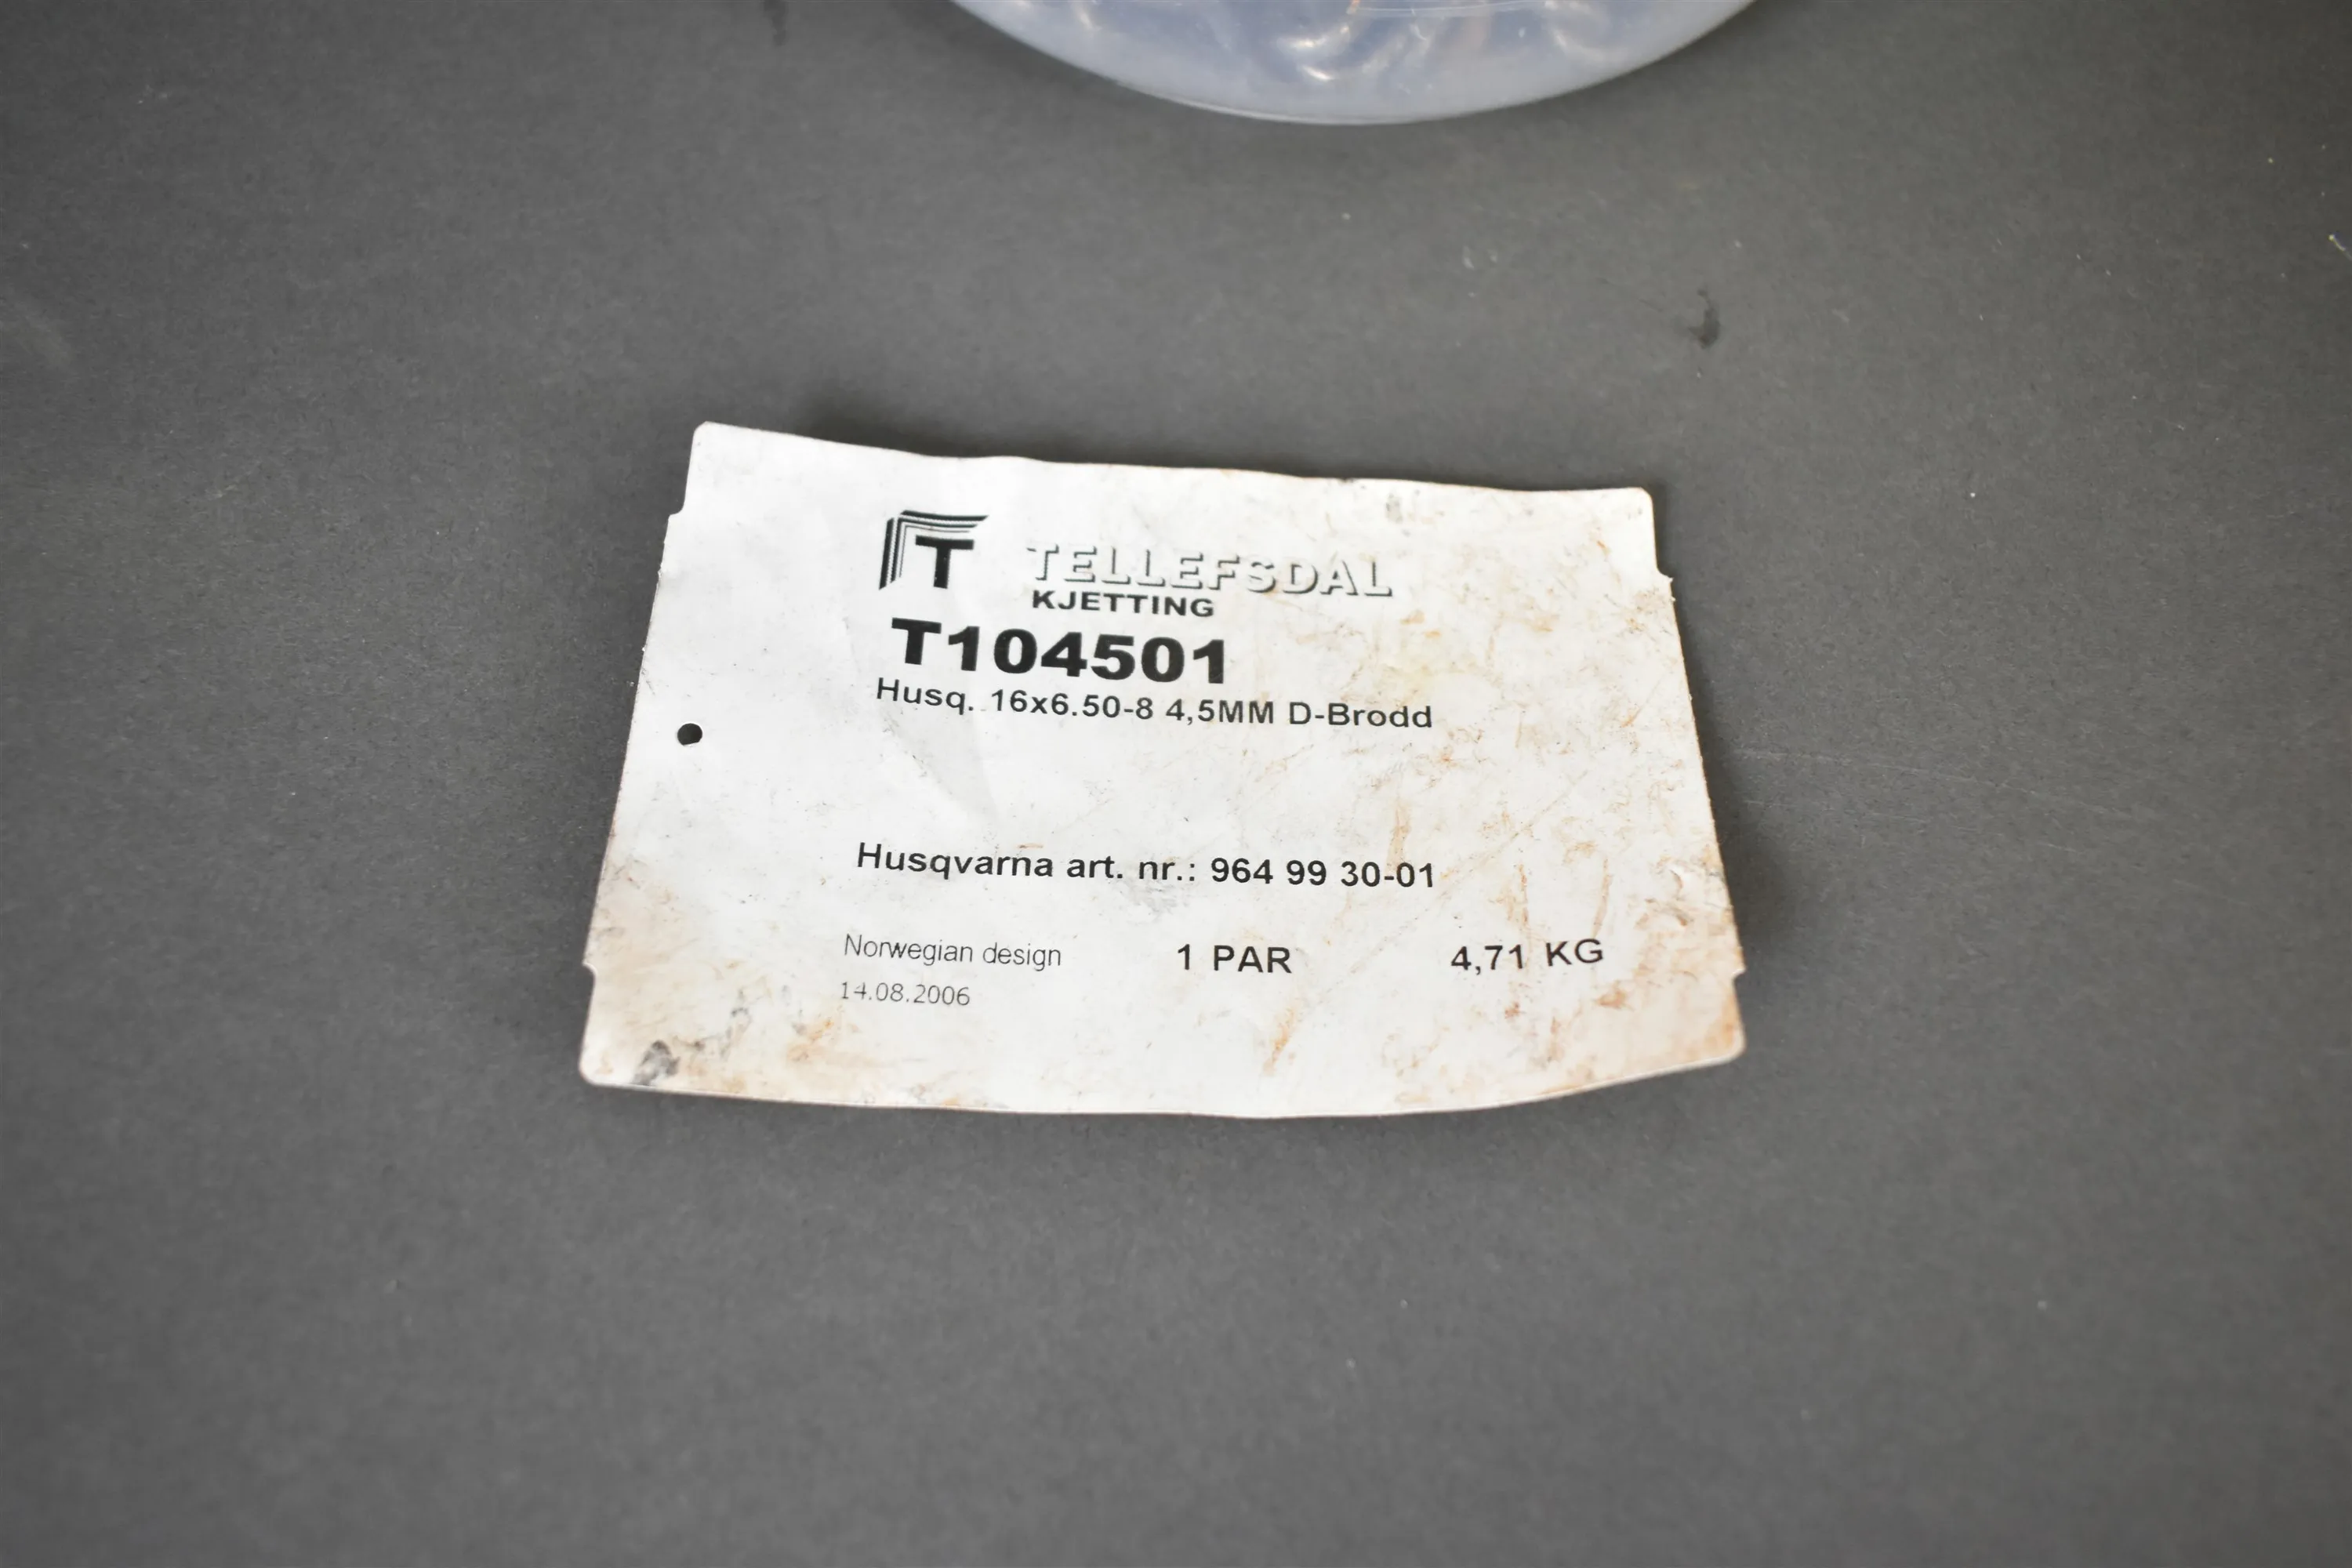 T TELLEFSDAL
KJETTING
T104501
Husq. 16x6.50-8 4,5MM D-Brodd
Husqvarna art. nr.: 964 99 30-01
Norwegian design 1 PAR 4,71 KG
14.08.2006